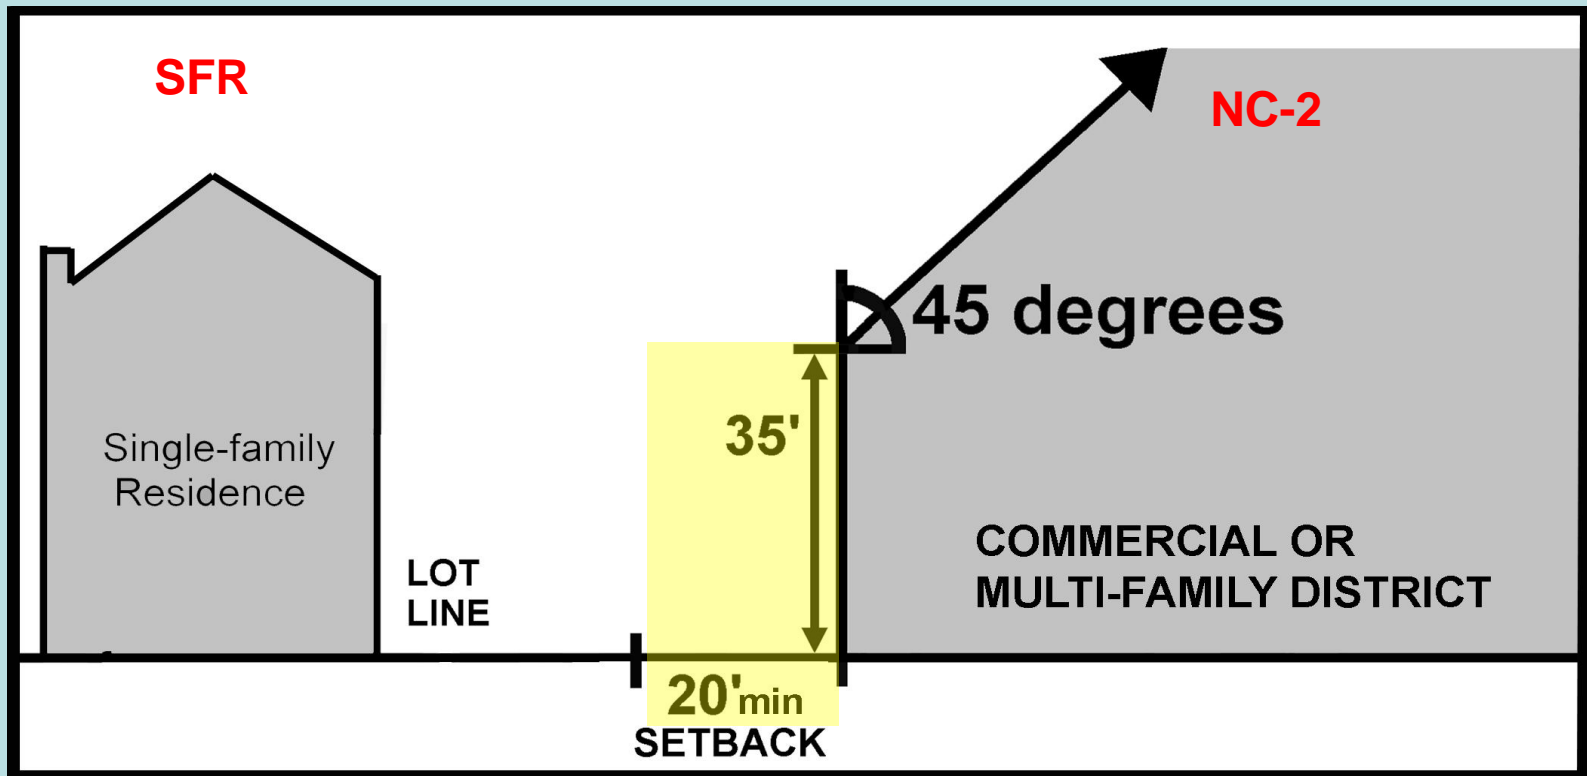 SFR
NC-2
45 degrees
35'
Single-family
Residence
COMMERCIAL OR
MULTI-FAMILY DISTRICT
LOT
LINE
20'min
SETBACK